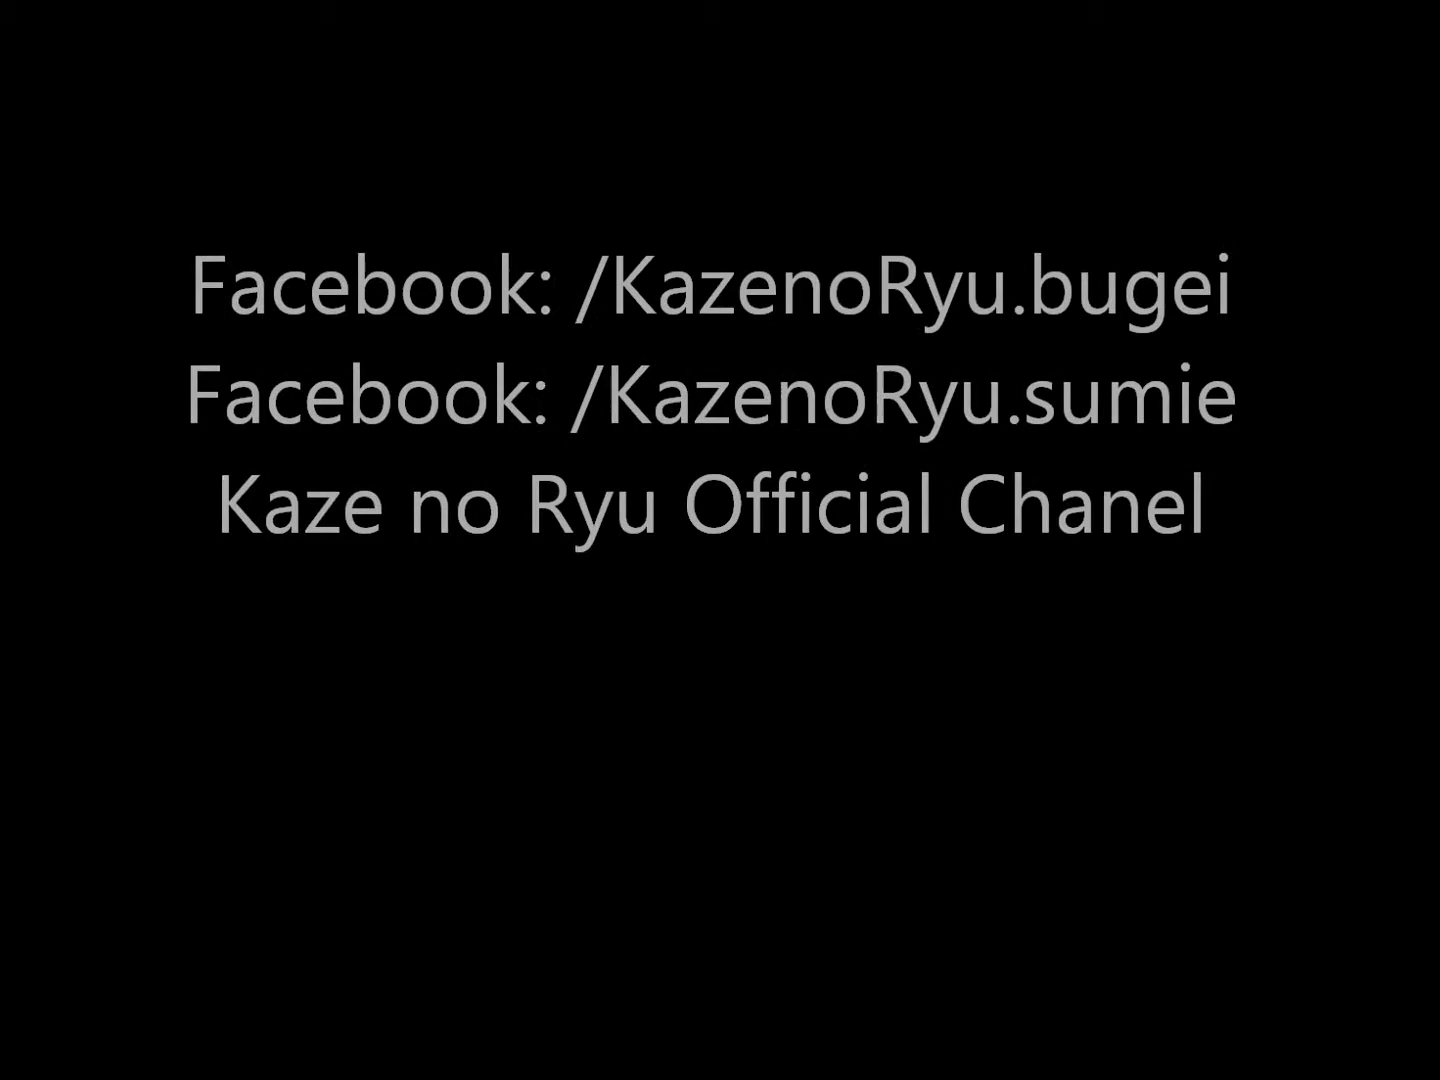 Facebook: /KazenoRyu.bugei
Facebook: /KazenoRyu.sumie
Kaze no Ryu Official Chanel